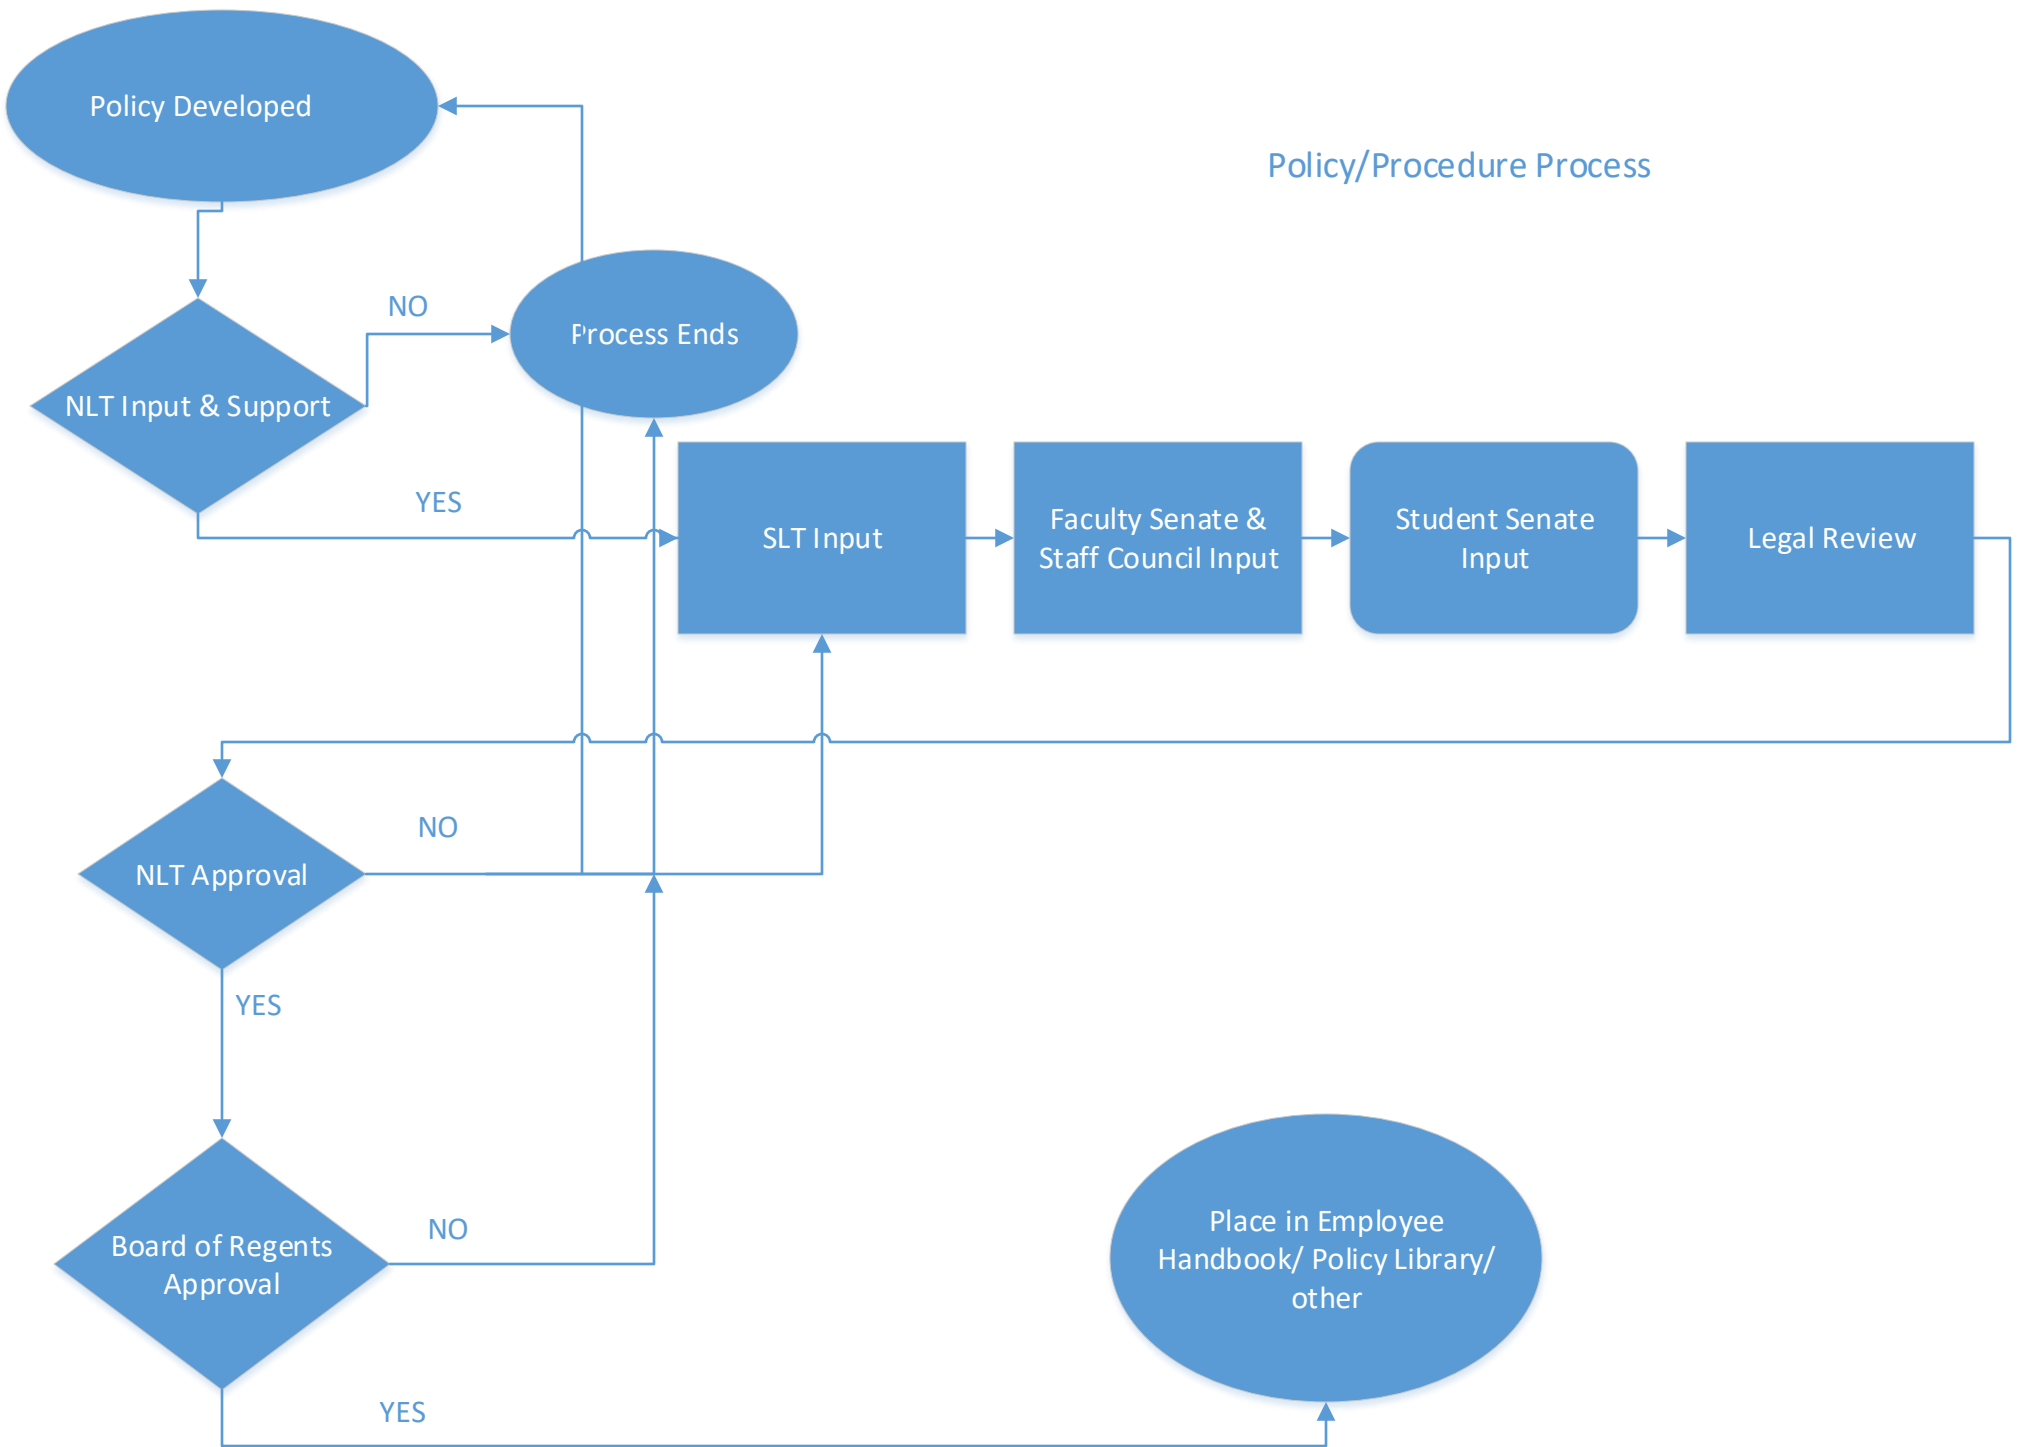 Policy Developed
Policy/Procedure Process
NO
Process Ends
NLT Input & Support
YES
SLT Input
Faculty Senate &
Staff Council Input
Student Senate
Input
Legal Review
NO
NLT Approval
YES
NO
Board of Regents
Approval
Place in Employee
Handbook/ Policy Library/
other
YES